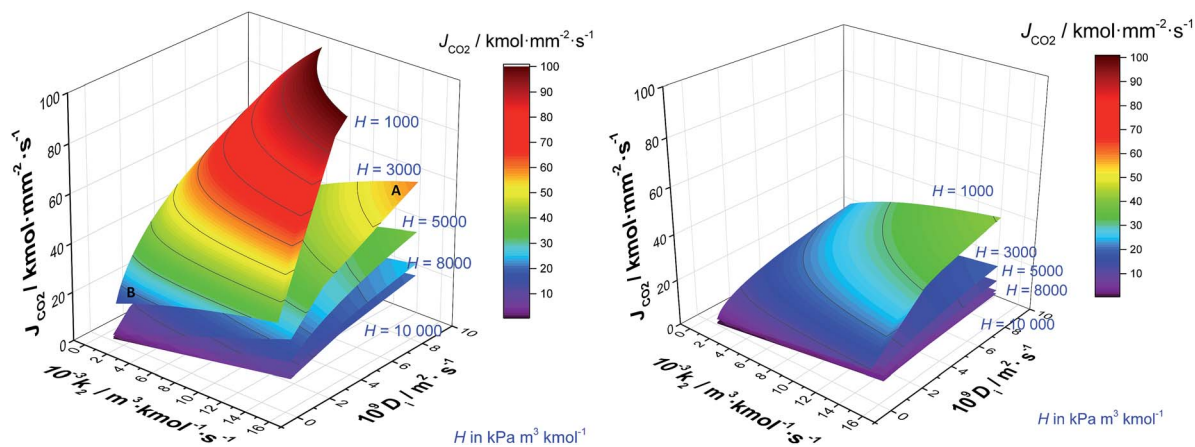 J_CO2 / kmol·mm⁻²·s⁻¹
100
90
80
70
60
50
40
30
20
10
H = 1000
H = 3000
A
H = 5000
H = 8000
H = 10 000
B
100
80
60
40
20
0
J_CO2 / kmol·mm⁻²·s⁻¹
0
2
4
6
8
10
12
14
16
10⁻³k₂ / m³·kmol⁻¹·s⁻¹
0
2
4
6
8
10
10⁹D_i / m²·s⁻¹
H in kPa m³ kmol⁻¹
J_CO2 / kmol·mm⁻²·s⁻¹
100
90
80
70
60
50
40
30
20
10
H = 1000
H = 3000
H = 5000
H = 8000
H = 10 000
100
80
60
40
20
0
J_CO2 / kmol·mm⁻²·s⁻¹
0
2
4
6
8
10
12
14
16
10⁻³k₂ / m³·kmol⁻¹·s⁻¹
0
2
4
6
8
10
10⁹D_i / m²·s⁻¹
H in kPa m³ kmol⁻¹